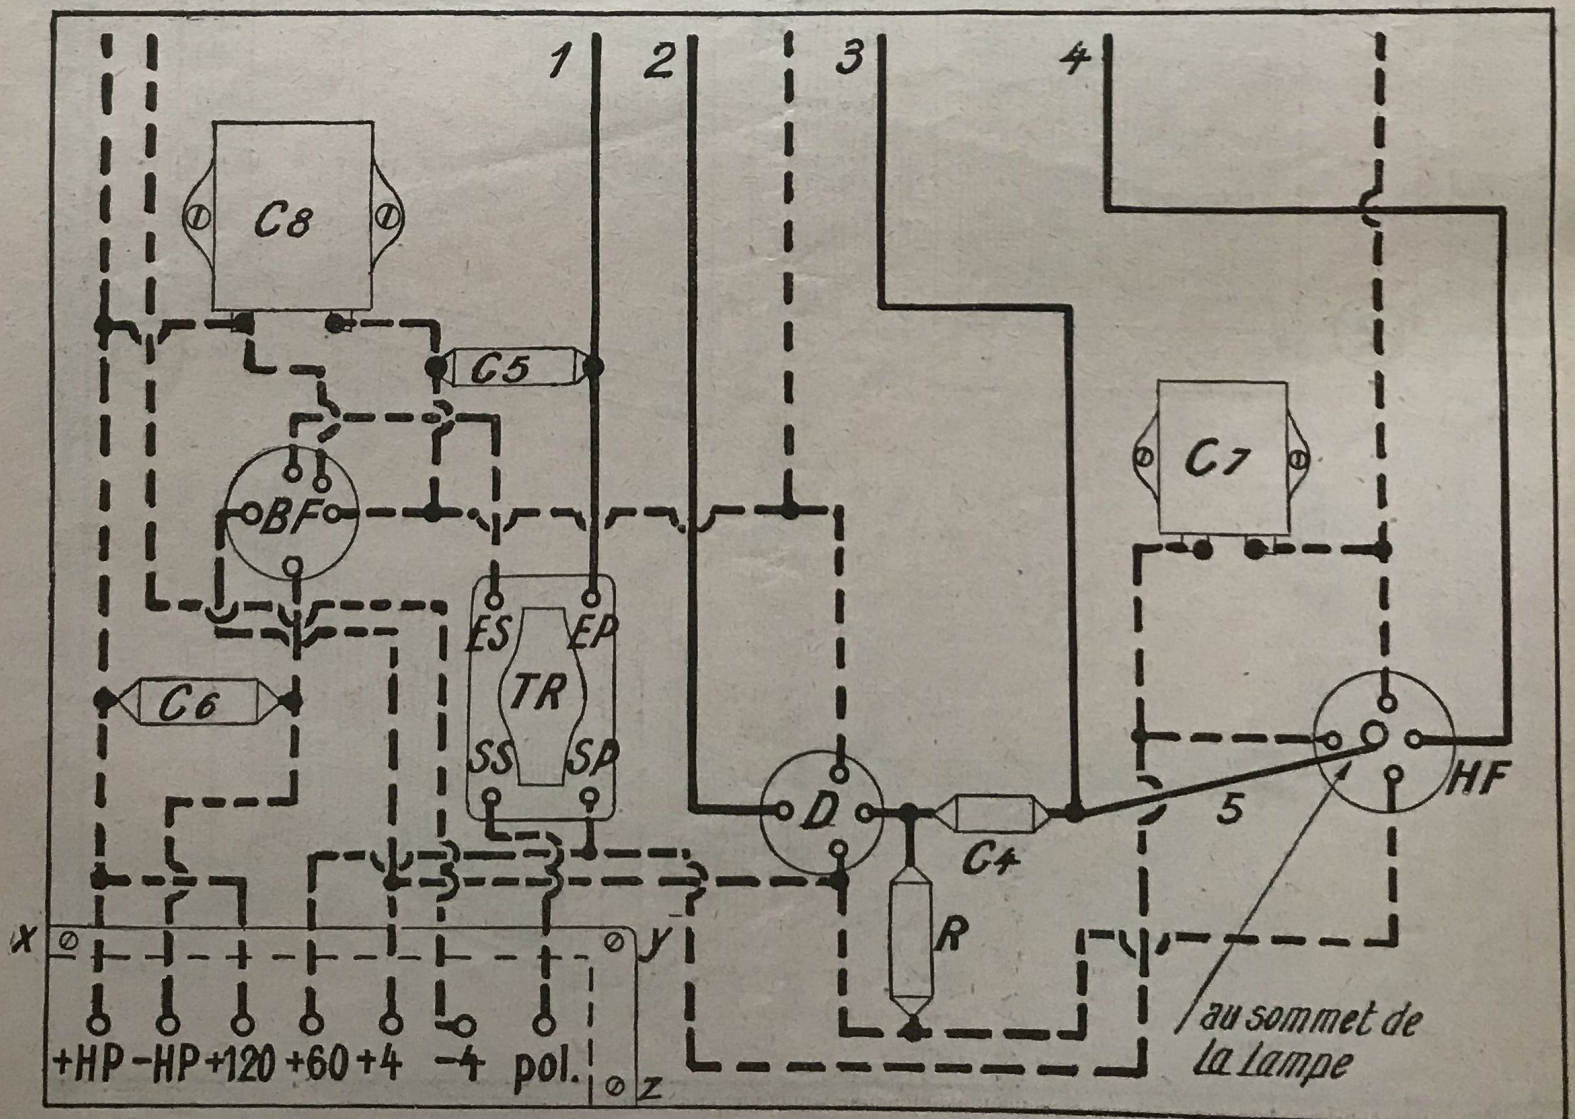 1 2 3 4
C8
C5
C7
BF
ES EP
TR
C6
SS SP
D
HF
5
C4
R
x y
au sommet de
la lampe
+HP -HP +120 +60 +4 -4 pol.
z